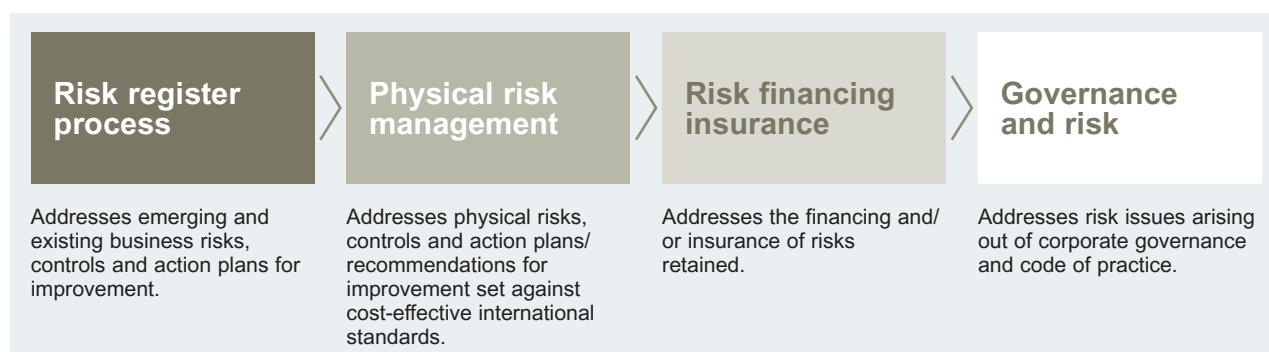 Risk register
process
Addresses emerging and
existing business risks,
controls and action plans for
improvement.
Physical risk
management
Addresses physical risks,
controls and action plans/
recommendations for
improvement set against
cost-effective international
standards.
Risk financing
insurance
Addresses the financing and/
or insurance of risks
retained.
Governance
and risk
Addresses risk issues arising
out of corporate governance
and code of practice.